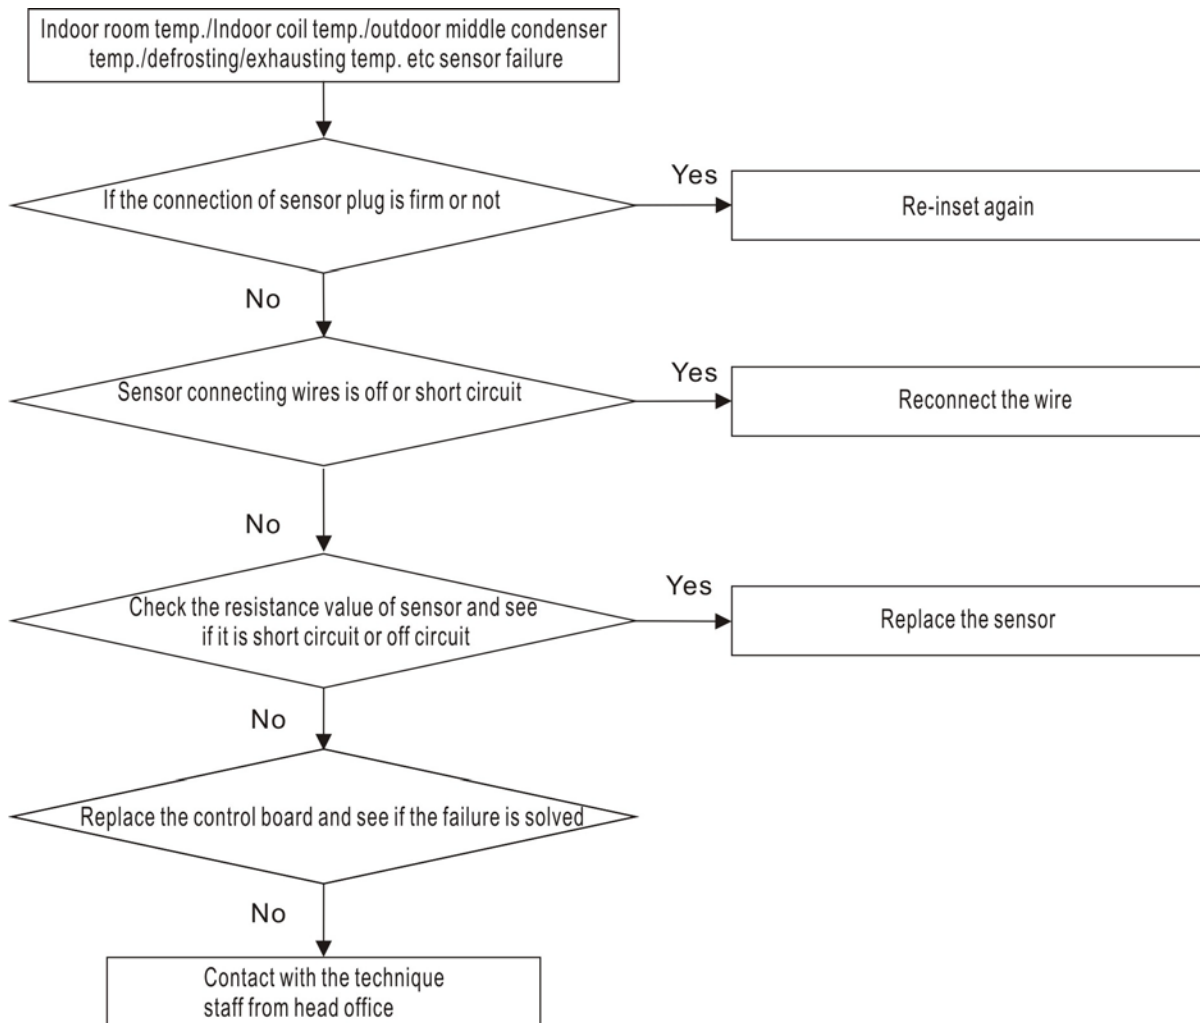 Indoor room temp./Indoor coil temp./outdoor middle condenser
temp./defrosting/exhausting temp. etc sensor failure
Yes
If the connection of sensor plug is firm or not
Re-inset again
No
Yes
Sensor connecting wires is off or short circuit
Reconnect the wire
No
Yes
Check the resistance value of sensor and see
if it is short circuit or off circuit
Replace the sensor
No
Replace the control board and see if the failure is solved
No
Contact with the technique
staff from head office